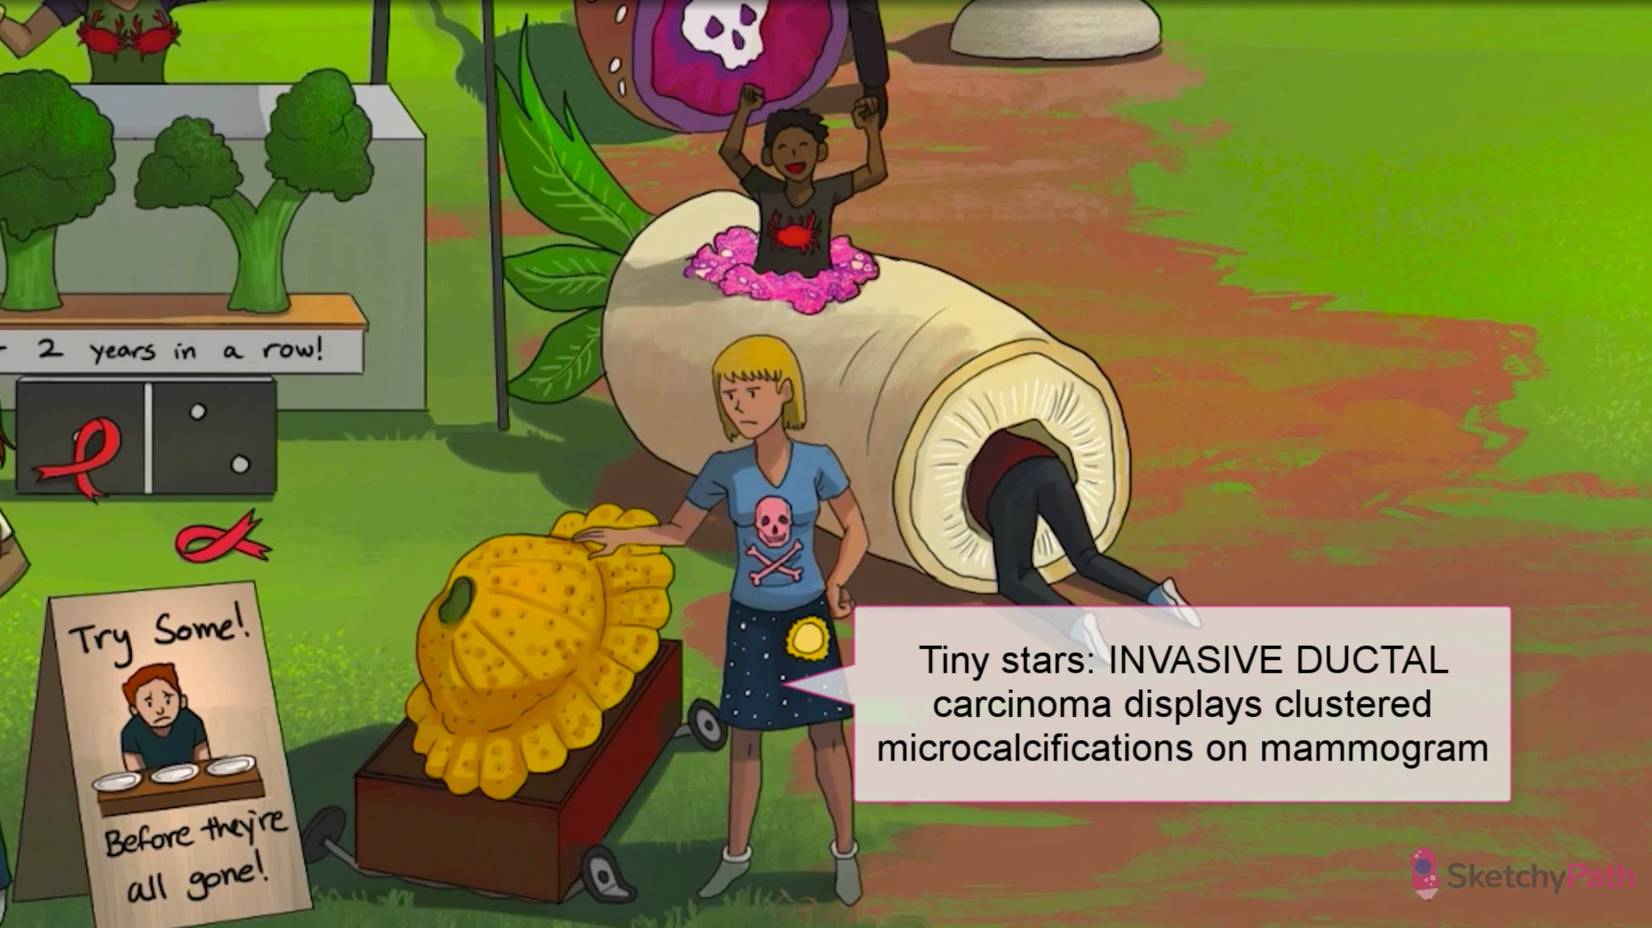 2 years in a row!
Try Some!
Before they're
all gone!
Tiny stars: INVASIVE DUCTAL
carcinoma displays clustered
microcalcifications on mammogram
SketchyPath